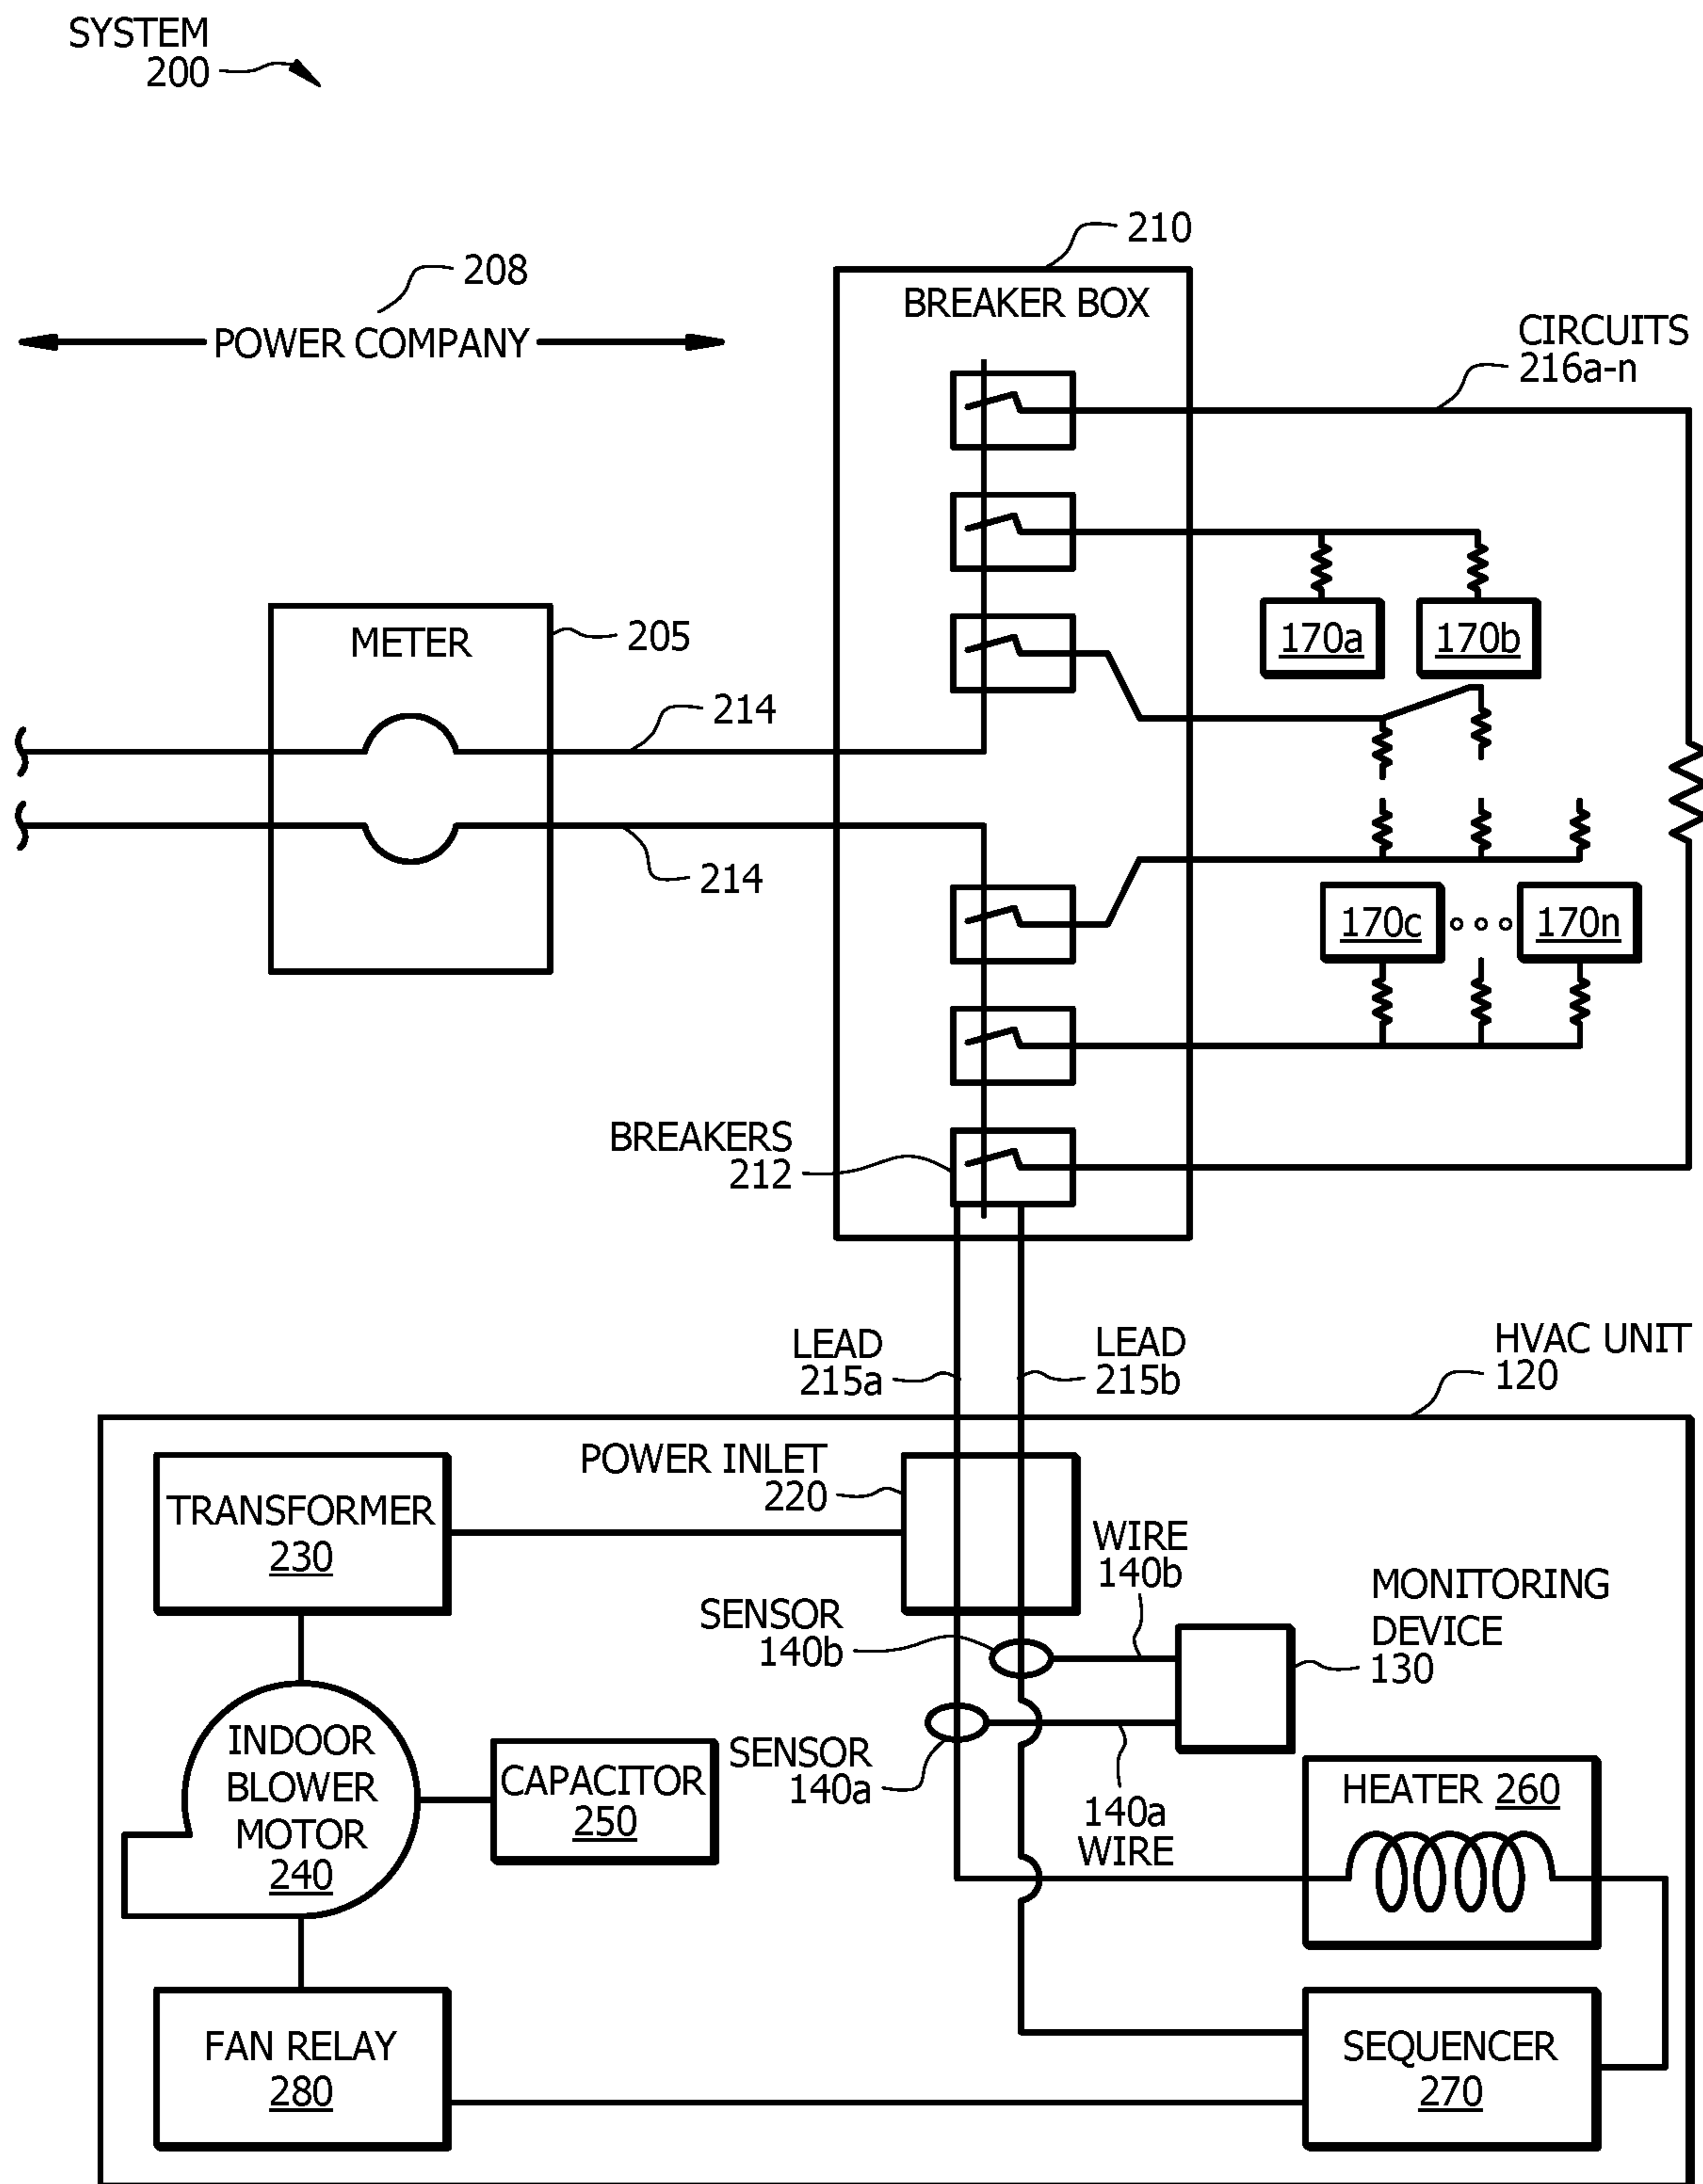 SYSTEM
200
210
BREAKER BOX
208
POWER COMPANY
CIRCUITS
216a-n
METER
205
170a
170b
214
214
170c
170n
BREAKERS
212
LEAD
215a
LEAD
215b
HVAC UNIT
120
POWER INLET
220
TRANSFORMER
230
WIRE
140b
MONITORING
DEVICE
130
SENSOR
140b
INDOOR
BLOWER
MOTOR
240
CAPACITOR
250
SENSOR
140a
140a
WIRE
HEATER 260
FAN RELAY
280
SEQUENCER
270